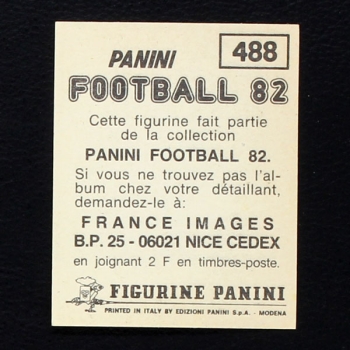 PANINI 488
FOOTBALL 82
Cette figurine fait partie
de la collection
PANINI FOOTBALL 82.
Si vous ne trouvez pas l'al-
bum chez votre détaillant,
demandez-le à:
FRANCE IMAGES
B.P. 25 - 06021 NICE CEDEX
en joignant 2 F en timbres-poste.
FIGURINE PANINI
PRINTED IN ITALY BY EDIZIONI PANINI S.p.A. - MODENA